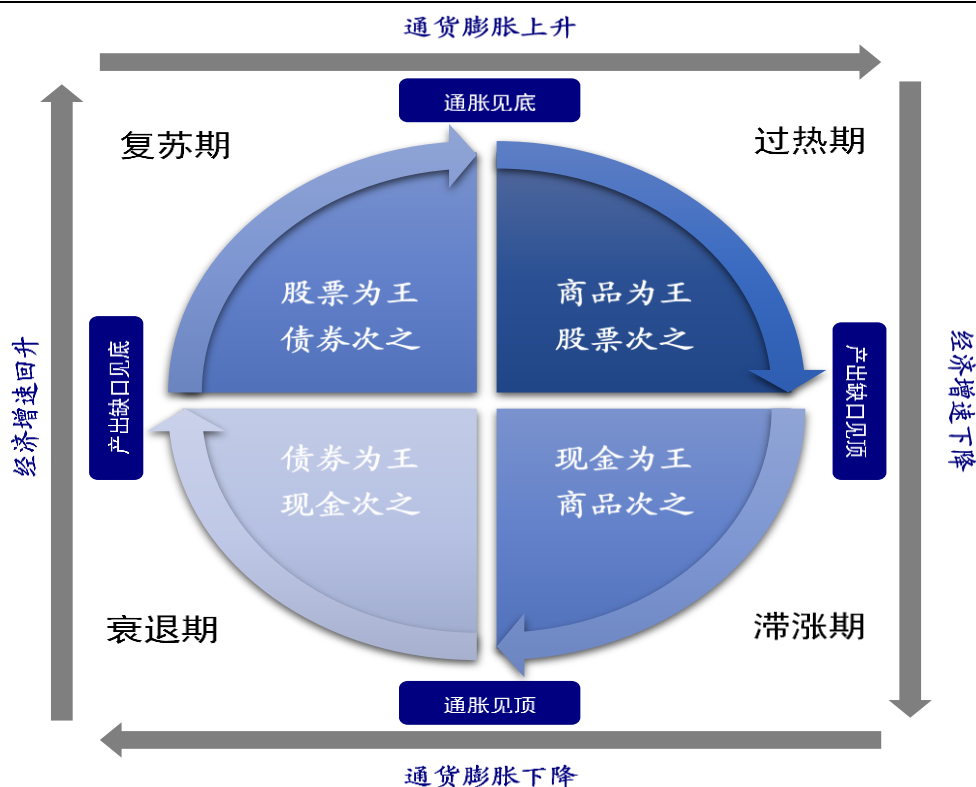 通货膨胀上升
通胀见底
复苏期
过热期
股票为王
债券次之
商品为王
股票次之
经济增速回升
产出缺口见底
产出缺口见顶
经济增速下降
债券为王
现金次之
现金为王
商品次之
衰退期
滞涨期
通胀见顶
通货膨胀下降